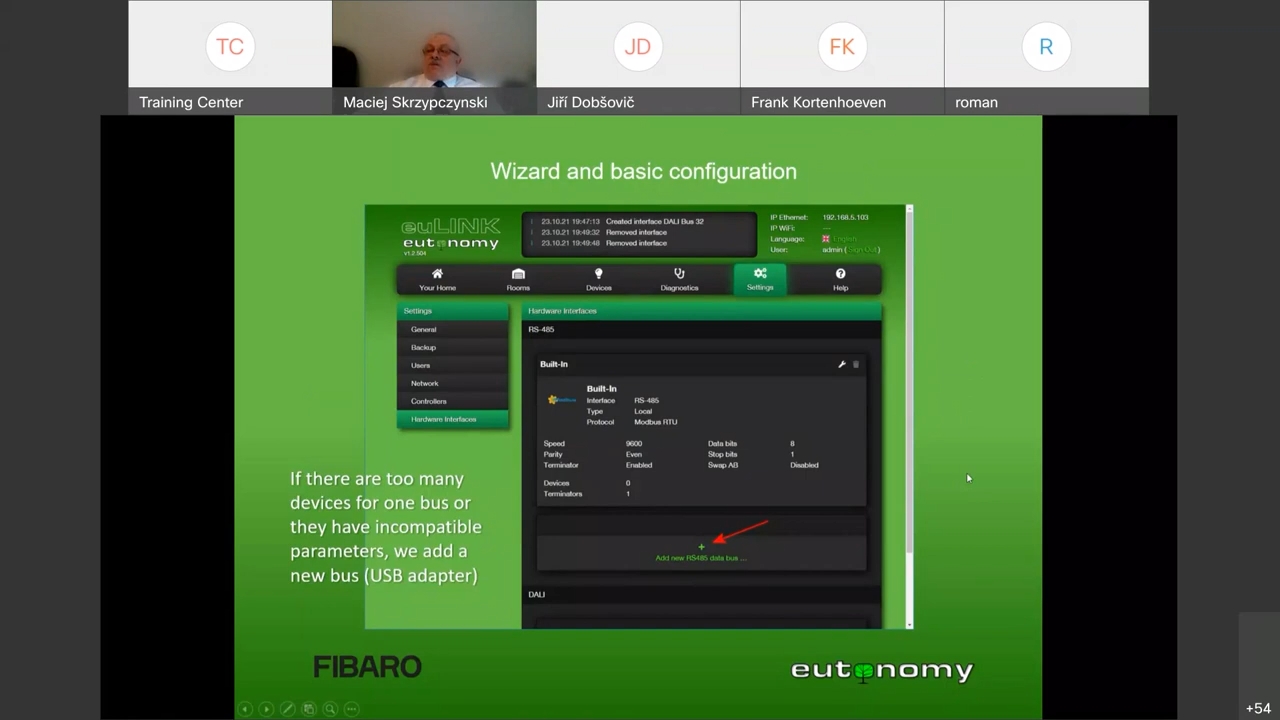 TC
JD
FK
R
Training Center
Maciej Skrzypczynski
Jiří Dobšovič
Frank Kortenhoeven
roman
Wizard and basic configuration
euLINK
eutonomy
v1.2.504
23.10.21 19:47:13 Created interface DALI Bus 32
23.10.21 19:49:32 Removed interface
23.10.21 19:49:48 Removed interface
IP Ethernet: 192.168.5.103
IP WiFi: ---
Language: English
User: admin (Sign Out)
Your Home
Rooms
Devices
Diagnostics
Settings
Help
Settings
General
Backup
Users
Network
Controllers
Hardware Interfaces
Hardware Interfaces
RS-485
Built-In
Built-In
Interface RS-485
Type Local
Protocol Modbus RTU
Speed 9600 Data bits 8
Parity Even Stop bits 1
Terminator Enabled Swap AB Disabled
Devices 0
Terminators 1
+
Add new RS485 data bus ...
DALI
If there are too many
devices for one bus or
they have incompatible
parameters, we add a
new bus (USB adapter)
FIBARO
eutonomy
+54